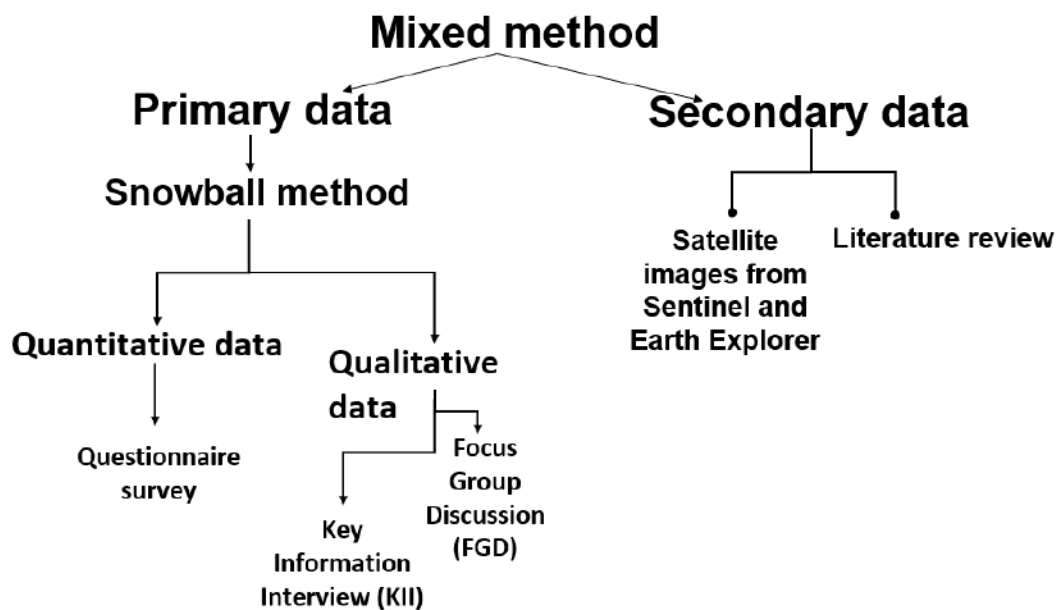 Mixed method
Primary data
Secondary data
Snowball method
Satellite
images from
Sentinel and
Earth Explorer
Literature review
Quantitative data
Qualitative
data
Questionnaire
survey
Key
Information
Interview (KII)
Focus
Group
Discussion
(FGD)